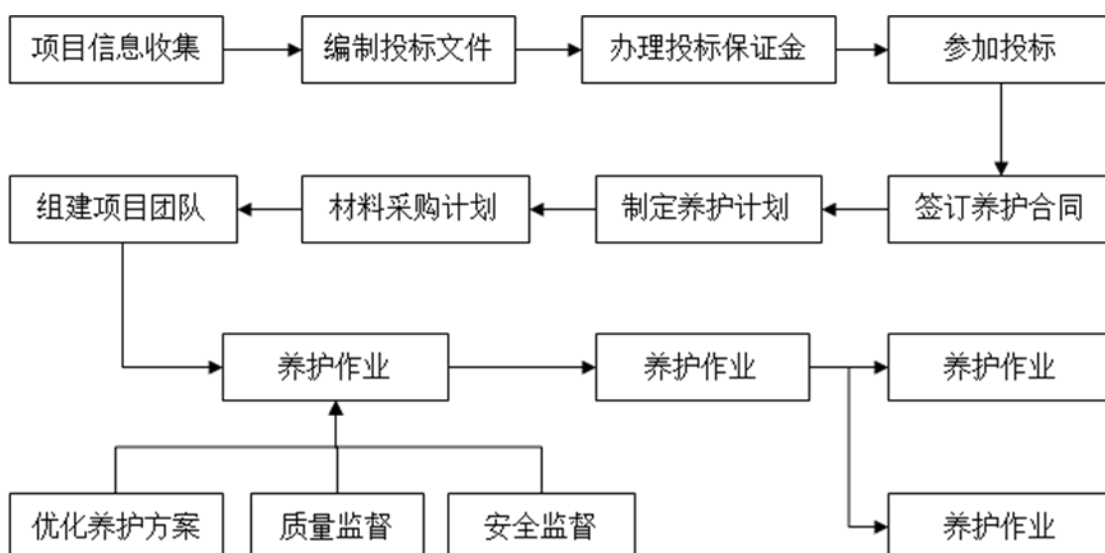 项目信息收集
编制投标文件
办理投标保证金
参加投标
组建项目团队
材料采购计划
制定养护计划
签订养护合同
养护作业
养护作业
养护作业
优化养护方案
质量监督
安全监督
养护作业